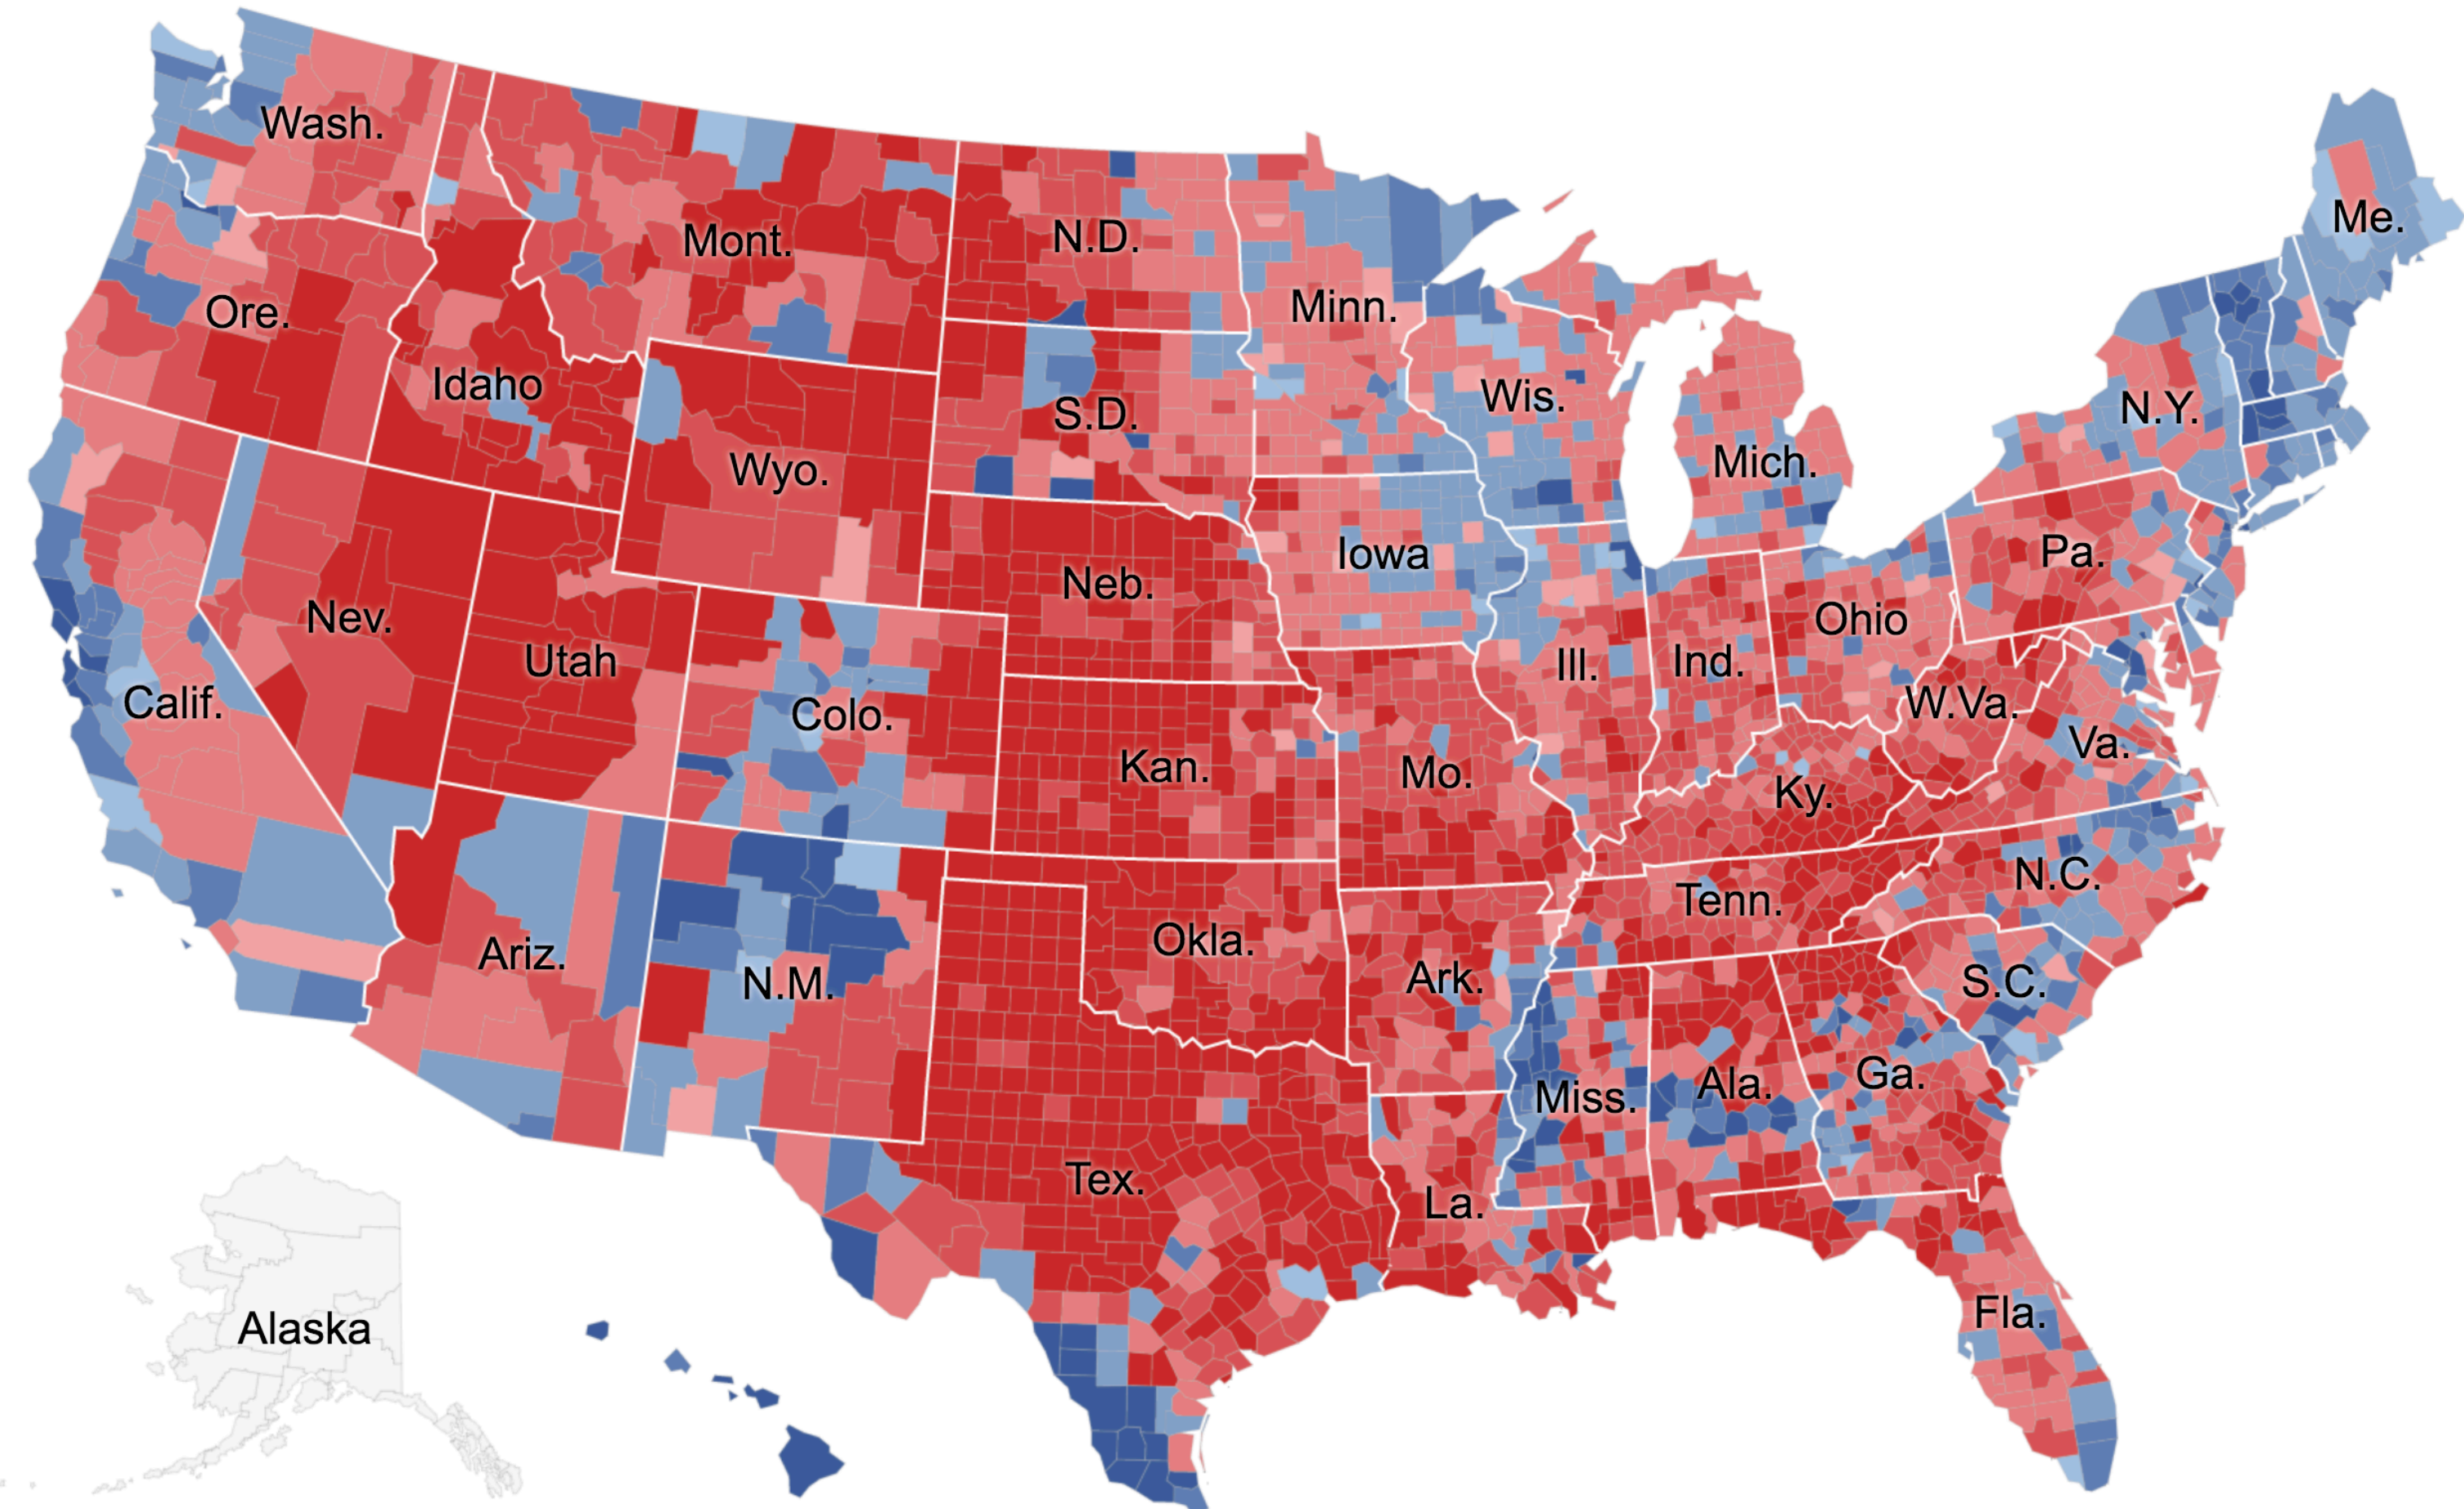 Wash.
Me.
Mont.
N.D.
Minn.
Ore.
Idaho
Wis.
N.Y.
S.D.
Wyo.
Mich.
Iowa
Pa.
Neb.
Nev.
Ohio
Utah
Ill.
Ind.
Calif.
Colo.
W.Va.
Va.
Kan.
Mo.
Ky.
N.C.
Tenn.
Okla.
Ariz.
N.M.
Ark.
S.C.
Miss.
Ala.
Ga.
Tex.
La.
Fla.
Alaska